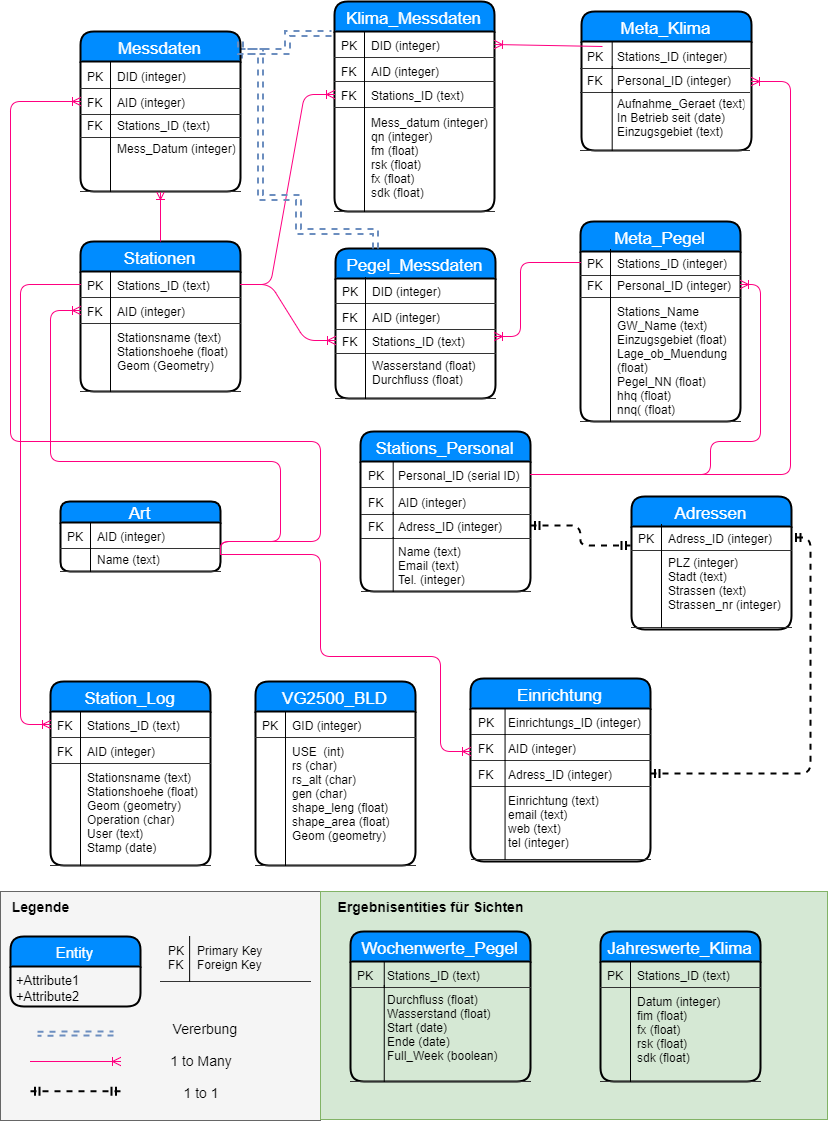 Messdaten
PK DID (integer)
FK AID (integer)
FK Stations_ID (text)
Mess_Datum (integer)
Klima_Messdaten
PK DID (integer)
FK AID (integer)
FK Stations_ID (text)
Mess_datum (integer)
qn (integer)
fm (float)
rsk (float)
fx (float)
sdk (float)
Meta_Klima
PK Stations_ID (integer)
FK Personal_ID (integer)
Aufnahme_Geraet (text)
In Betrieb seit (date)
Einzugsgebiet (text)
Stationen
PK Stations_ID (text)
FK AID (integer)
Stationsname (text)
Stationshoehe (float)
Geom (Geometry)
Pegel_Messdaten
PK DID (integer)
FK AID (integer)
FK Stations_ID (text)
Wasserstand (float)
Durchfluss (float)
Meta_Pegel
PK Stations_ID (integer)
FK Personal_ID (integer)
Stations_Name
GW_Name (text)
Einzugsgebiet (float)
Lage_ob_Muendung
(float)
Pegel_NN (float)
hhq (float)
nnq( (float)
Stations_Personal
PK Personal_ID (serial ID)
FK AID (integer)
FK Adress_ID (integer)
Name (text)
Email (text)
Tel. (integer)
Art
PK AID (integer)
Name (text)
Adressen
PK Adress_ID (integer)
PLZ (integer)
Stadt (text)
Strassen (text)
Strassen_nr (integer)
Station_Log
FK Stations_ID (text)
FK AID (integer)
Stationsname (text)
Stationshoehe (float)
Geom (geometry)
Operation (char)
User (text)
Stamp (date)
VG2500_BLD
PK GID (integer)
USE (int)
rs (char)
rs_alt (char)
gen (char)
shape_leng (float)
shape_area (float)
Geom (geometry)
Einrichtung
PK Einrichtungs_ID (integer)
FK AID (integer)
FK Adress_ID (integer)
Einrichtung (text)
email (text)
web (text)
tel (integer)
Legende
Entity
+Attribute1
+Attribute2
PK Primary Key
FK Foreign Key
Vererbung
1 to Many
1 to 1
Ergebnisentities für Sichten
Wochenwerte_Pegel
PK Stations_ID (text)
Durchfluss (float)
Wasserstand (float)
Start (date)
Ende (date)
Full_Week (boolean)
Jahreswerte_Klima
PK Stations_ID (text)
Datum (integer)
fim (float)
fx (float)
rsk (float)
sdk (float)